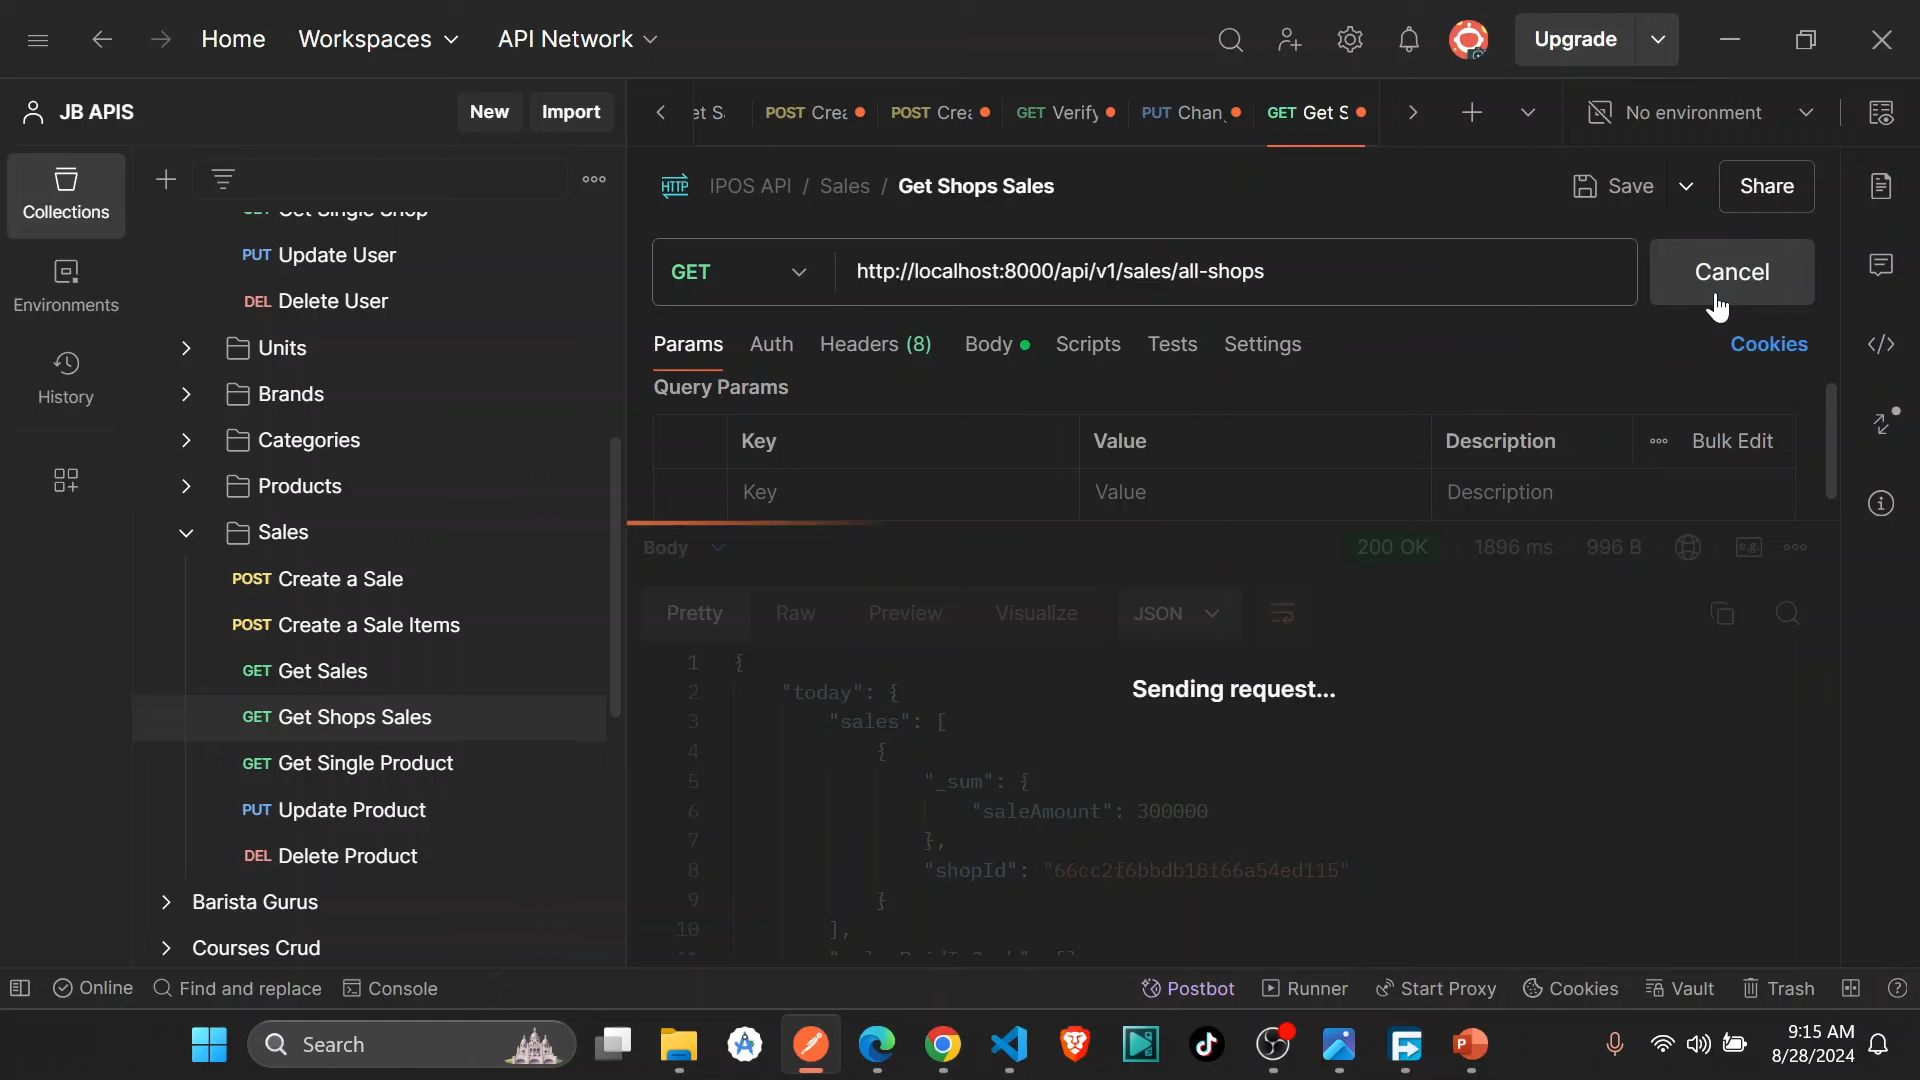 Home
Workspaces
API Network
Upgrade
JB APIS
New
Import
et S
POST Crea
POST Crea
GET Verify
PUT Chan
GET Get S
No environment
Collections
Environments
History
Get Single Shop
PUT Update User
DEL Delete User
Units
Brands
Categories
Products
Sales
POST Create a Sale
POST Create a Sale Items
GET Get Sales
GET Get Shops Sales
GET Get Single Product
PUT Update Product
DEL Delete Product
Barista Gurus
Courses Crud
HTTP IPOS API / Sales / Get Shops Sales
Save
Share
GET
http://localhost:8000/api/v1/sales/all-shops
Cancel
Params
Auth
Headers (8)
Body
Scripts
Tests
Settings
Cookies
Query Params
Key
Value
Description
Bulk Edit
Key
Value
Description
Body
200 OK
1896 ms
996 B
e.g.
Pretty
Raw
Preview
Visualize
JSON
Sending request...
1 {
2 "today": {
3 "sales": [
4 {
5 "_sum": {
6 "saleAmount": 300000
7 },
8 "shopId": "66cc2f6bbdb18f66a54ed115"
9 }
10 ],
Online
Find and replace
Console
Postbot
Runner
Start Proxy
Cookies
Vault
Trash
Search
9:15 AM
8/28/2024